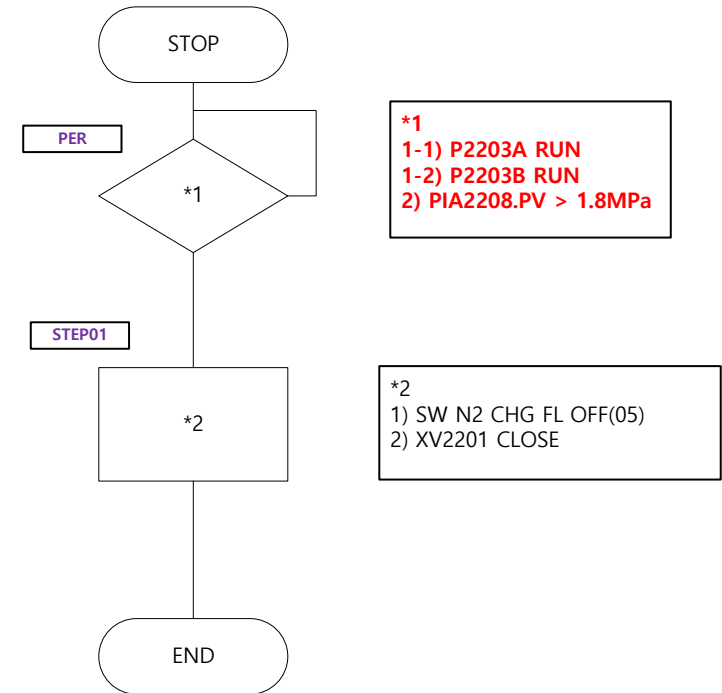 STOP
PER
*1
*1
1-1) P2203A RUN
1-2) P2203B RUN
2) PIA2208.PV > 1.8MPa
STEP01
*2
*2
1) SW N2 CHG FL OFF(05)
2) XV2201 CLOSE
END